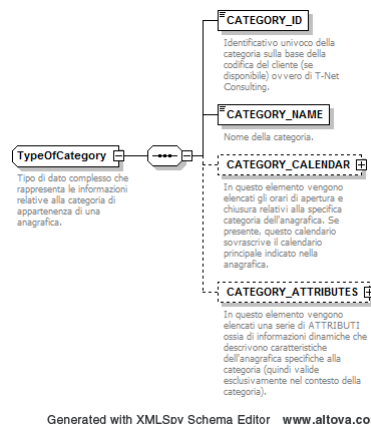 CATEGORY_ID
Identificativo univoco della
categoria sulla base della
codifica del cliente (se
disponibile) ovvero di T-Net
Consulting.
CATEGORY_NAME
Nome della categoria.
TypeOfCategory
Tipo di dato complesso che
rappresenta le informazioni
relative alla categoria di
appartenenza di una
anagrafica.
CATEGORY_CALENDAR
In questo elemento vengono
elencati gli orari di apertura e
chiusura relativi alla specifica
categoria dell'anagrafica. Se
presente, questo calendario
sovrascrive il calendario
principale indicato nella
anagrafica.
CATEGORY_ATTRIBUTES
In questo elemento vengono
elencati una serie di ATTRIBUTI
ossia di informazioni dinamiche che
descrivono caratteristiche
dell'anagrafica specifiche alla
categoria (quindi valide
esclusivamente nel contesto della
categoria).
Generated with XMLSpy Schema Editor www.altova.co